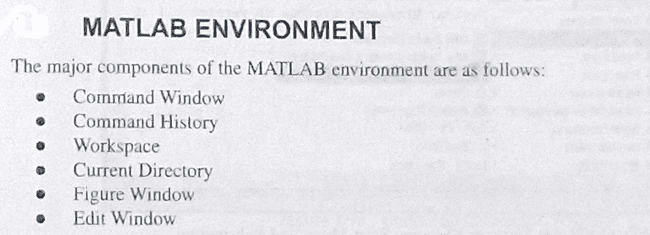 MATLAB ENVIRONMENT
The major components of the MATLAB environment are as follows:
• Command Window
• Command History
• Workspace
• Current Directory
• Figure Window
• Edit Window